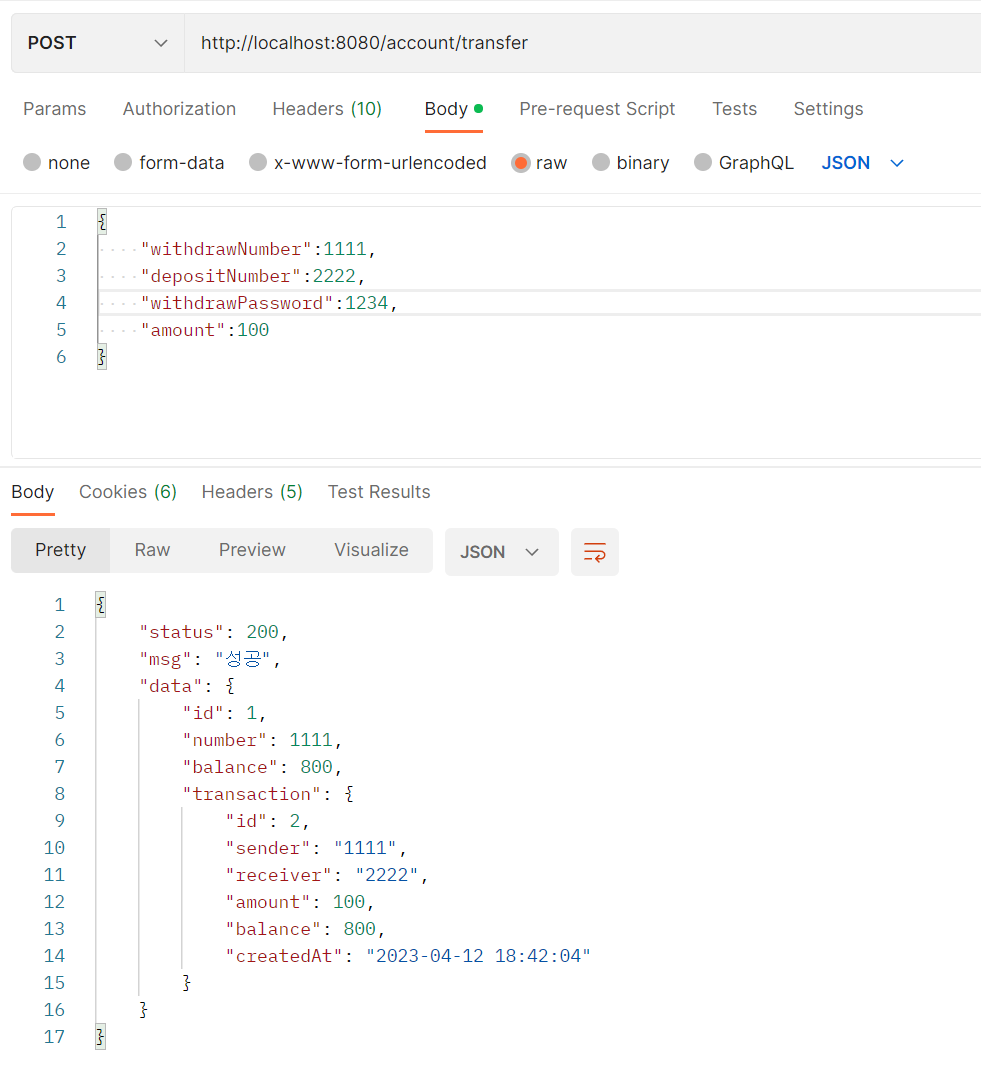 POST http://localhost:8080/account/transfer
Params Authorization Headers (10) Body Pre-request Script Tests Settings
none form-data x-www-form-urlencoded raw binary GraphQL JSON
1 {
2 "withdrawNumber":1111,
3 "depositNumber":2222,
4 "withdrawPassword":1234,
5 "amount":100
6 }
Body Cookies (6) Headers (5) Test Results
Pretty Raw Preview Visualize JSON
1 {
2 "status": 200,
3 "msg": "성공",
4 "data": {
5 "id": 1,
6 "number": 1111,
7 "balance": 800,
8 "transaction": {
9 "id": 2,
10 "sender": "1111",
11 "receiver": "2222",
12 "amount": 100,
13 "balance": 800,
14 "createdAt": "2023-04-12 18:42:04"
15 }
16 }
17 }